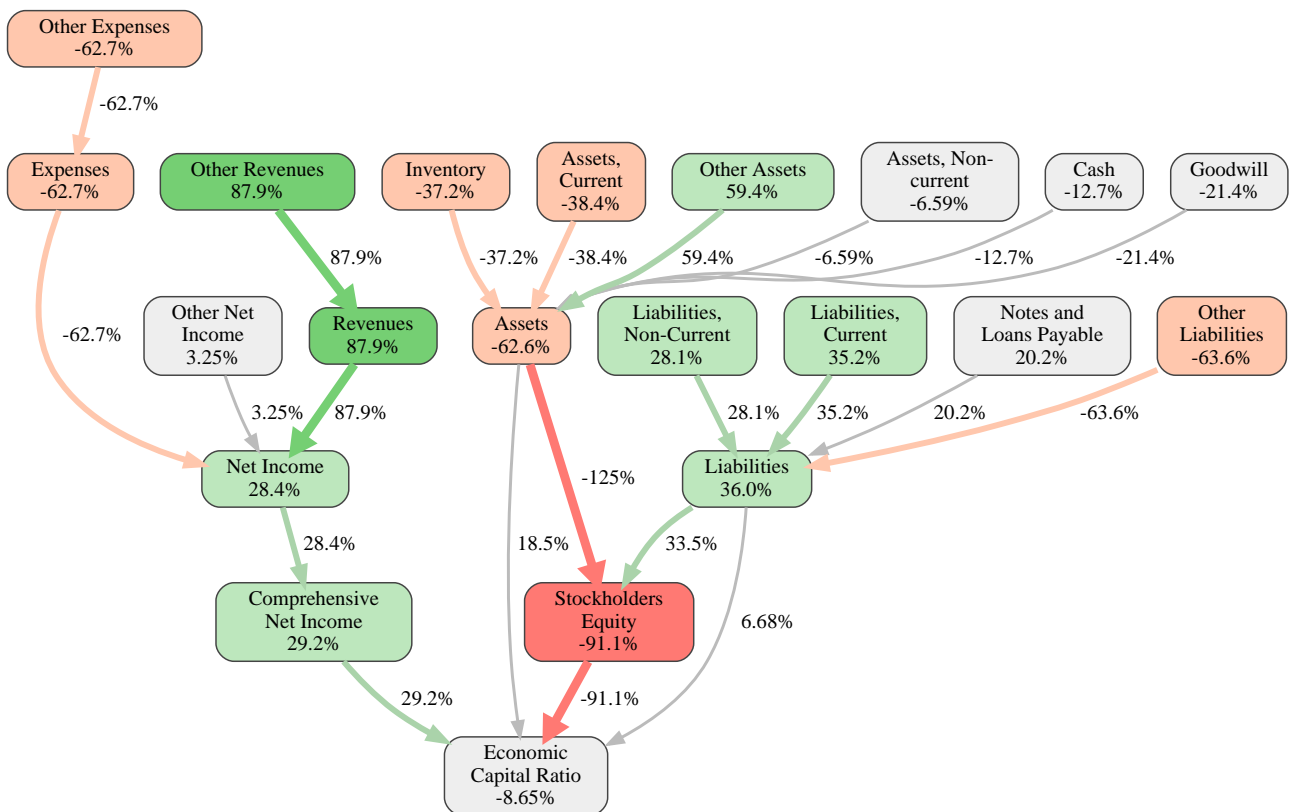 Other Expenses
-62.7%
-62.7%
Expenses
-62.7%
Other Revenues
87.9%
Inventory
-37.2%
Assets,
Current
-38.4%
Other Assets
59.4%
Assets, Non-
current
-6.59%
Cash
-12.7%
Goodwill
-21.4%
87.9%
-37.2%
-38.4%
59.4%
-6.59%
-12.7%
-21.4%
-62.7%
Other Net
Income
3.25%
Revenues
87.9%
Assets
-62.6%
Liabilities,
Non-Current
28.1%
Liabilities,
Current
35.2%
Notes and
Loans Payable
20.2%
Other
Liabilities
-63.6%
3.25%
87.9%
28.1%
35.2%
20.2%
-63.6%
Net Income
28.4%
-125%
Liabilities
36.0%
28.4%
18.5%
33.5%
Comprehensive
Net Income
29.2%
Stockholders
Equity
-91.1%
6.68%
29.2%
-91.1%
Economic
Capital Ratio
-8.65%